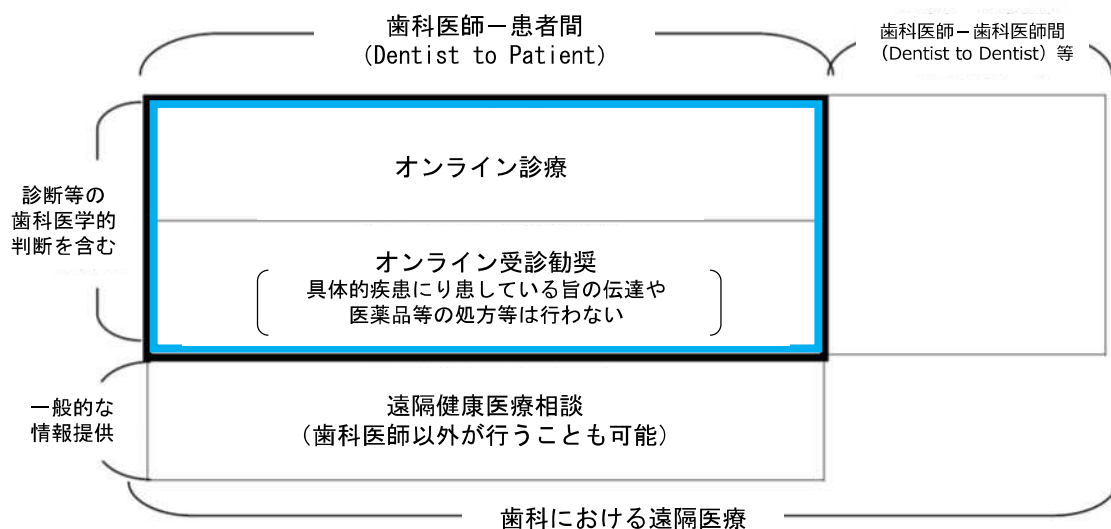 歯科医師－患者間
(Dentist to Patient)
歯科医師－歯科医師間
（Dentist to Dentist）等
診断等の
歯科医学的
判断を含む
オンライン診療
オンライン受診勧奨
具体的疾患にり患している旨の伝達や
医薬品等の処方等は行わない
一般的な
情報提供
遠隔健康医療相談
（歯科医師以外が行うことも可能）
歯科における遠隔医療